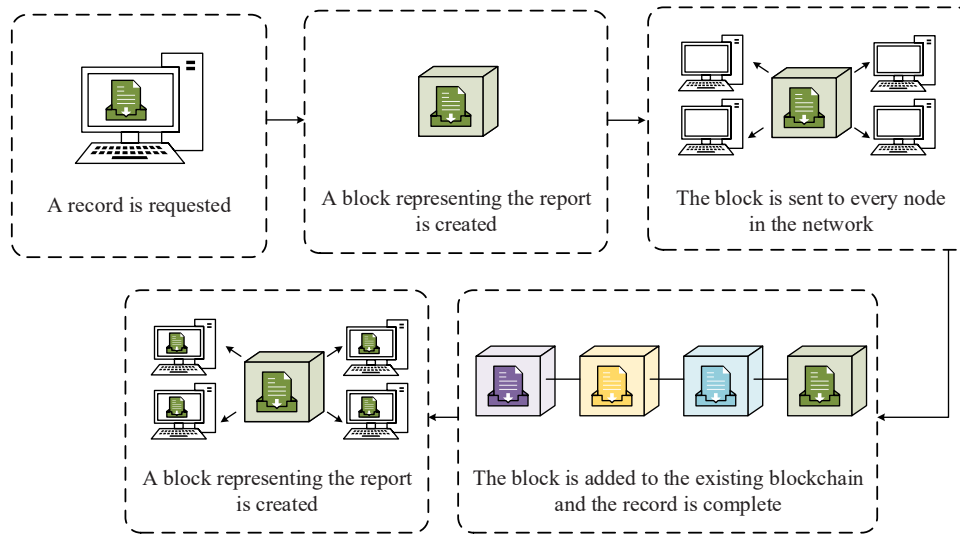 A record is requested
A block representing the report
is created
The block is sent to every node
in the network
A block representing the report
is created
The block is added to the existing blockchain
and the record is complete